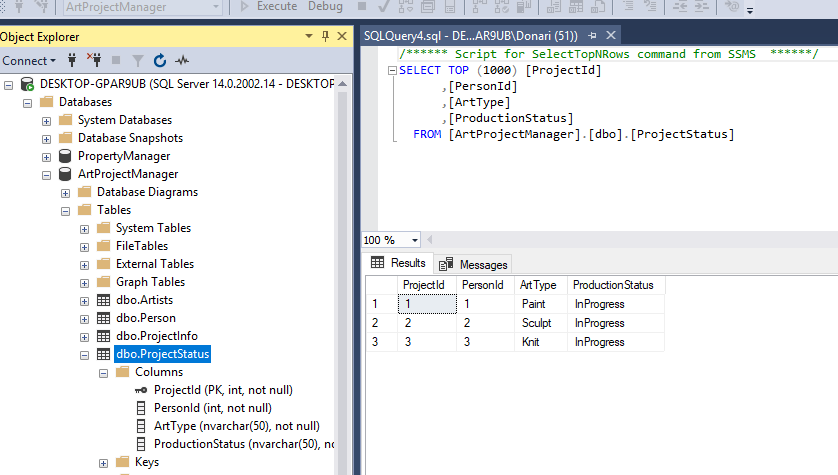 ArtProjectManager
Execute
Debug
Object Explorer
Connect
DESKTOP-GPAR9UB (SQL Server 14.0.2002.14 - DESKTOP
Databases
System Databases
Database Snapshots
PropertyManager
ArtProjectManager
Database Diagrams
Tables
System Tables
FileTables
External Tables
Graph Tables
dbo.Artists
dbo.Person
dbo.ProjectInfo
dbo.ProjectStatus
Columns
ProjectId (PK, int, not null)
PersonId (int, not null)
ArtType (nvarchar(50), not null)
ProductionStatus (nvarchar(50), no
Keys
SQLQuery4.sql - DE...AR9UB\Donari (51))
/****** Script for SelectTopNRows command from SSMS ******/
SELECT TOP (1000) [ProjectId]
,[PersonId]
,[ArtType]
,[ProductionStatus]
FROM [ArtProjectManager].[dbo].[ProjectStatus]
100 %
Results Messages
ProjectId PersonId ArtType ProductionStatus
1 1 1 Paint InProgress
2 2 2 Sculpt InProgress
3 3 3 Knit InProgress